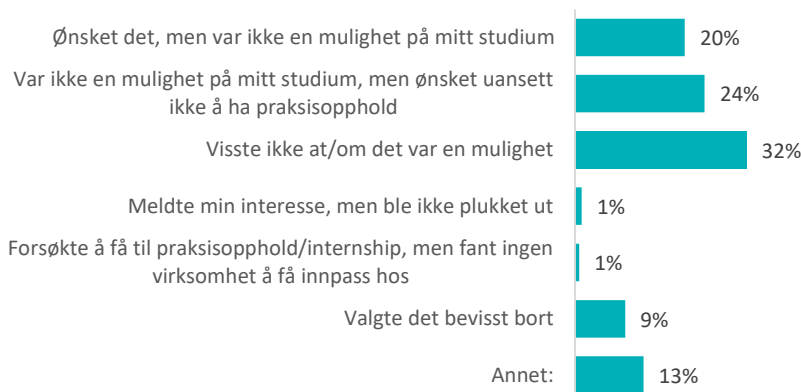 Ønsket det, men var ikke en mulighet på mitt studium
20%
Var ikke en mulighet på mitt studium, men ønsket uansett
ikke å ha praksisopphold
24%
Visste ikke at/om det var en mulighet
32%
Meldte min interesse, men ble ikke plukket ut
1%
Forsøkte å få til praksisopphold/internship, men fant ingen
virksomhet å få innpass hos
1%
Valgte det bevisst bort
9%
Annet:
13%